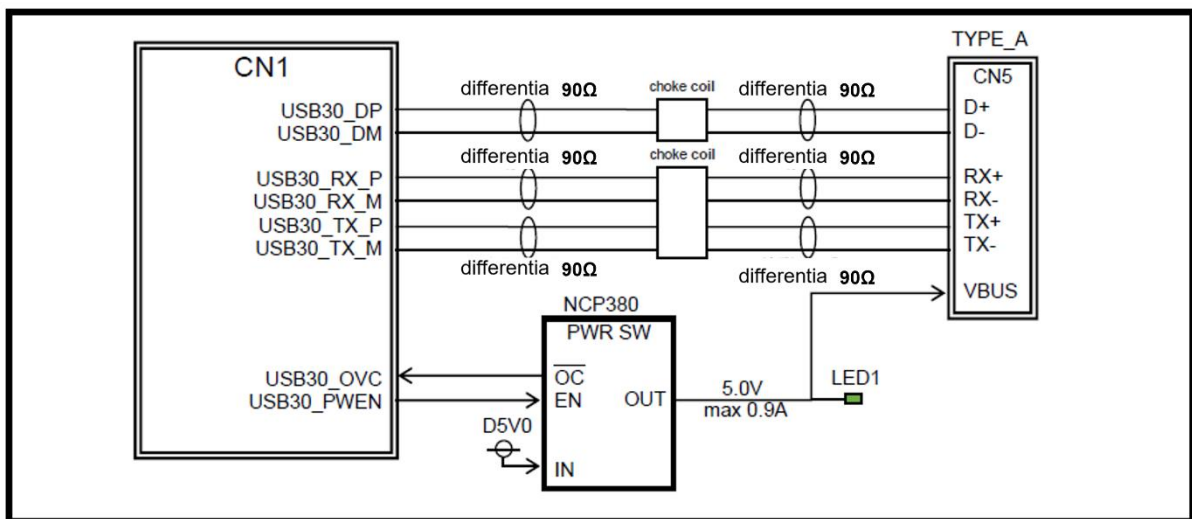 TYPE_A
CN1
CN5
differentia 90Ω
choke coil
differentia 90Ω
USB30_DP
D+
USB30_DM
D-
differentia 90Ω
choke coil
differentia 90Ω
USB30_RX_P
RX+
USB30_RX_M
RX-
USB30_TX_P
TX+
USB30_TX_M
TX-
differentia 90Ω
differentia 90Ω
VBUS
NCP380
PWR SW
USB30_OVC
OC
LED1
USB30_PWEN
EN
OUT
5.0V
max 0.9A
D5V0
IN